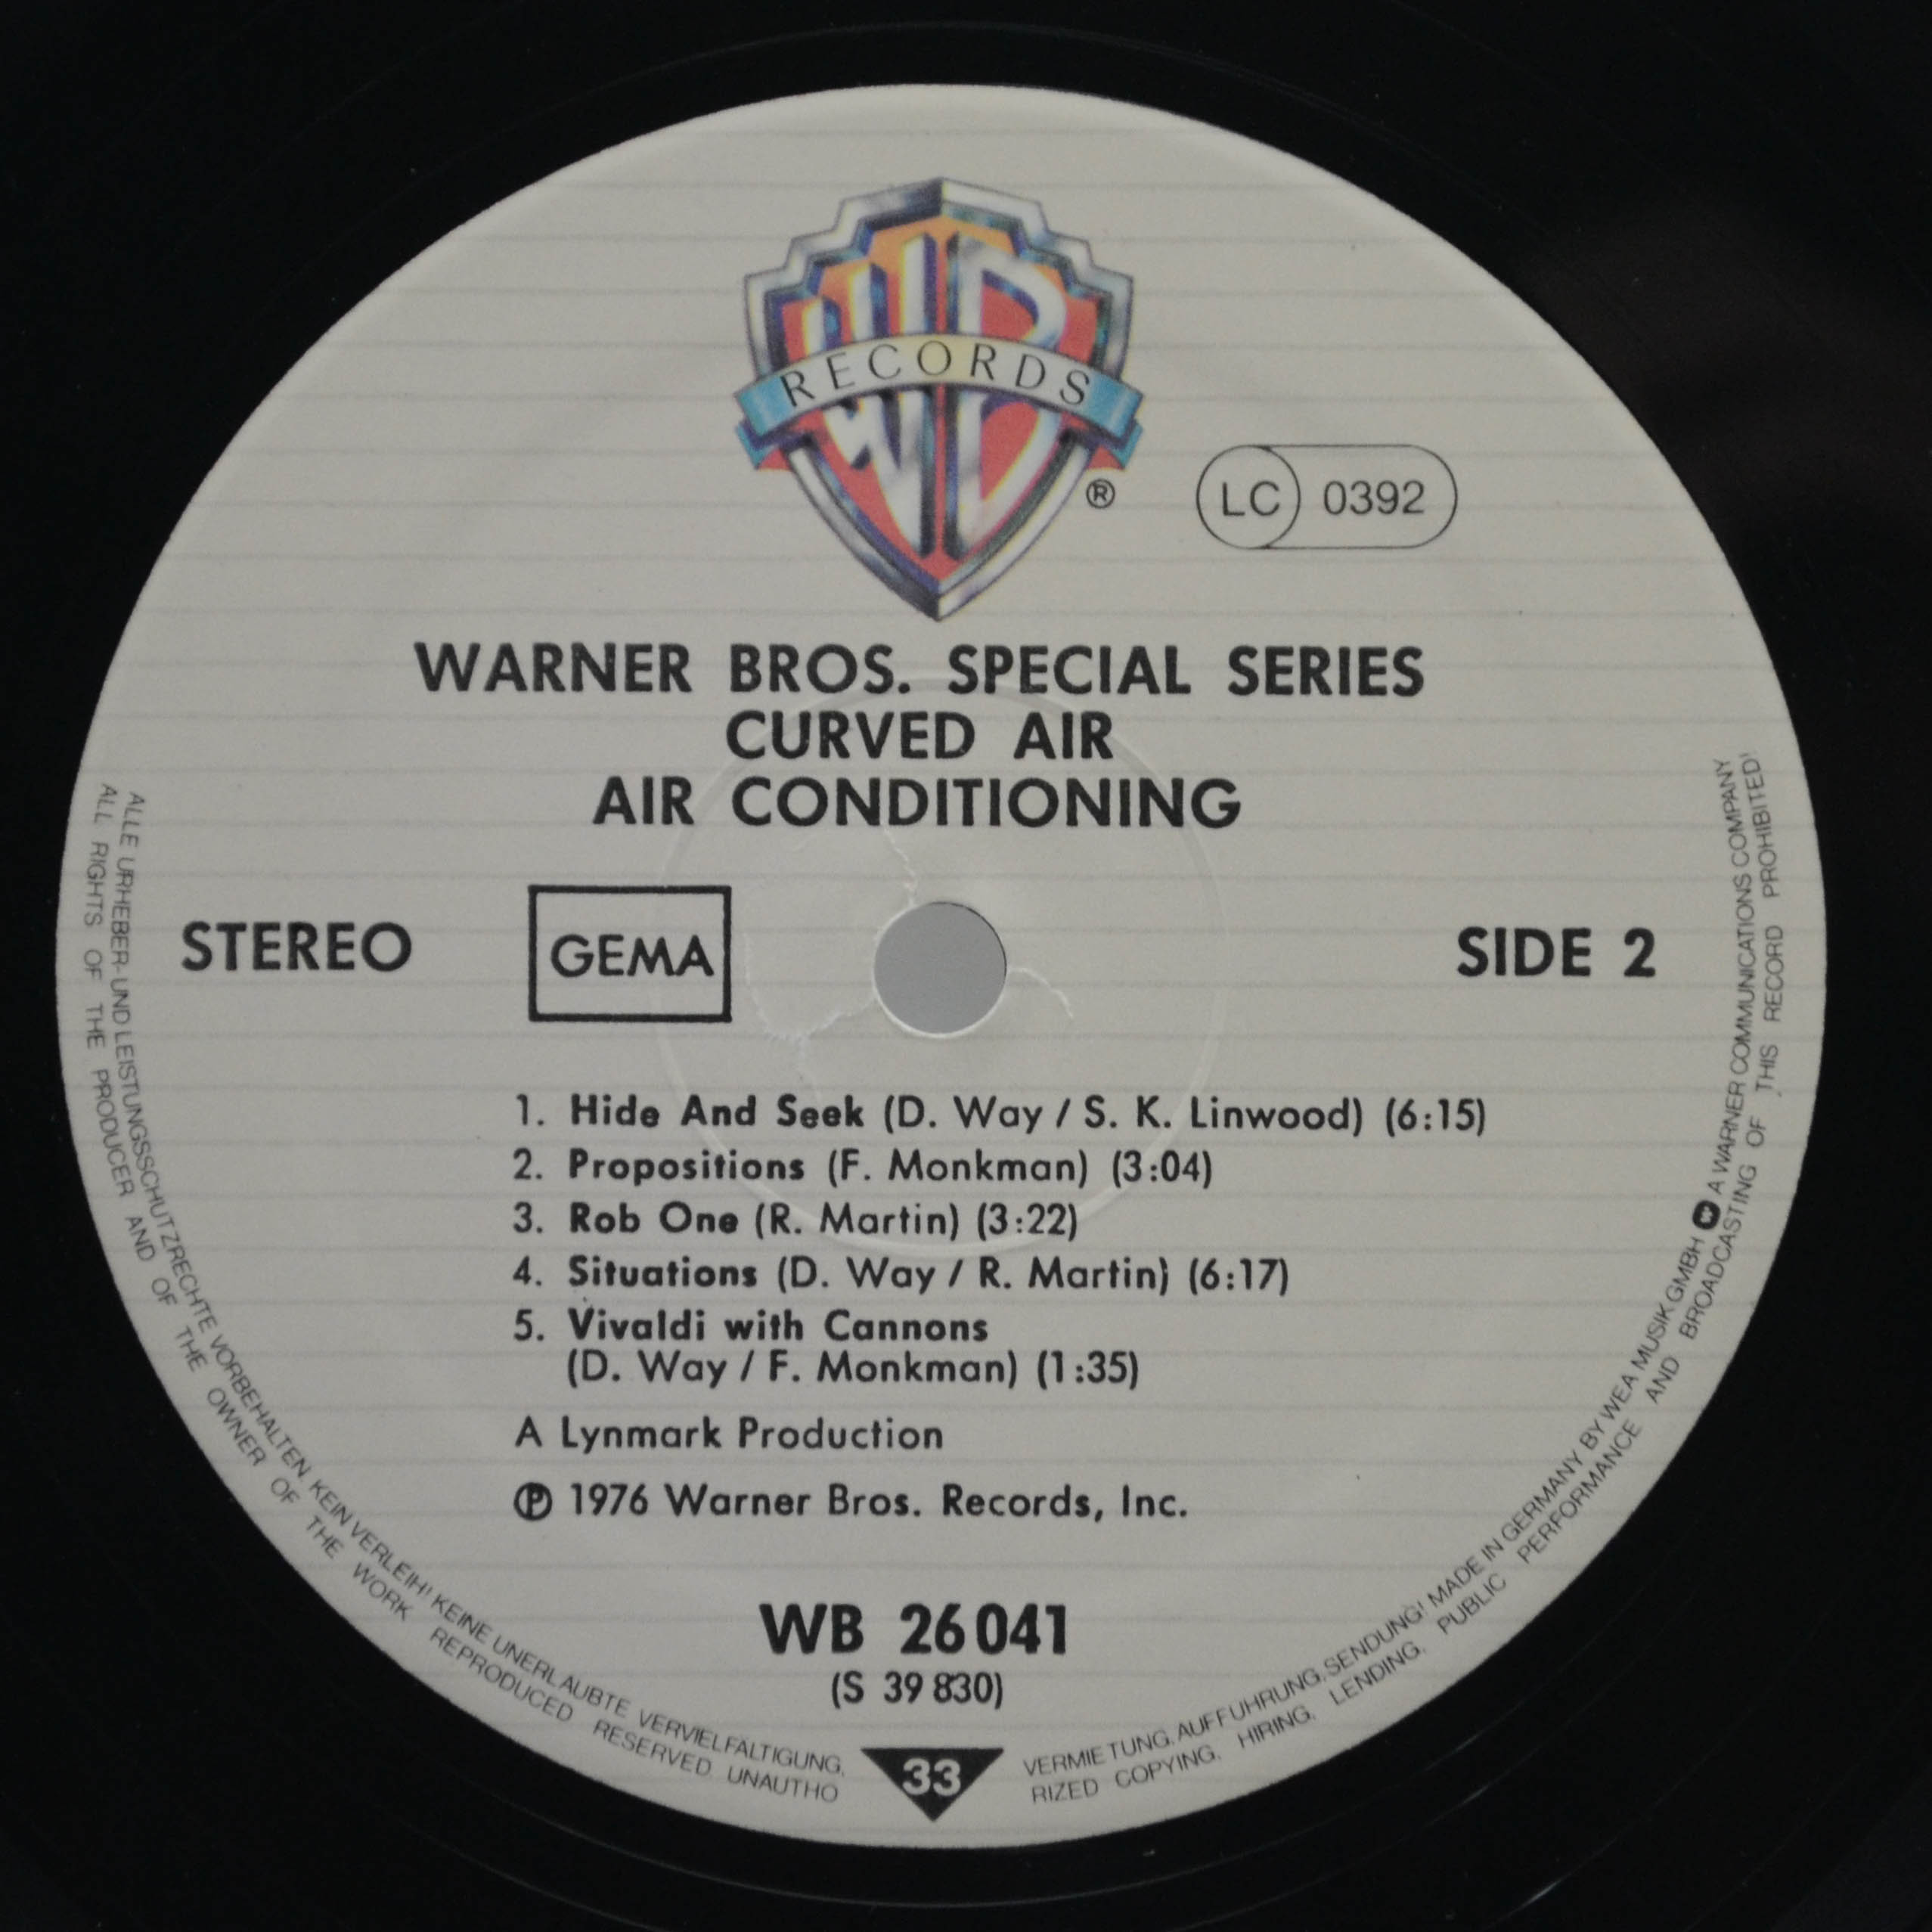 WB
RECORDS
®
LC 0392
WARNER BROS. SPECIAL SERIES
CURVED AIR
AIR CONDITIONING
STEREO GEMA SIDE 2
1. Hide And Seek (D. Way / S. K. Linwood) (6:15)
2. Propositions (F. Monkman) (3:04)
3. Rob One (R. Martin) (3:22)
4. Situations (D. Way / R. Martin) (6:17)
5. Vivaldi with Cannons
(D. Way / F. Monkman) (1:35)
A Lynmark Production
℗ 1976 Warner Bros. Records, Inc.
WB 26 041
(S 39 830)
33
ALLE URHEBER- UND LEISTUNGSSCHUTZRECHTE VORBEHALTEN KEIN VERLEIH! KEINE UNERLAUBTE VERVIELFÄLTIGUNG, VERMIETUNG, AUFFÜHRUNG, SENDUNG! MADE IN GERMANY BY WEA MUSIK GMBH A WARNER COMMUNICATIONS COMPANY
ALL RIGHTS OF THE PRODUCER AND OF THE OWNER OF THE WORK REPRODUCED RESERVED. UNAUTHORIZED COPYING, HIRING, LENDING, PUBLIC PERFORMANCE AND BROADCASTING OF THIS RECORD PROHIBITED!